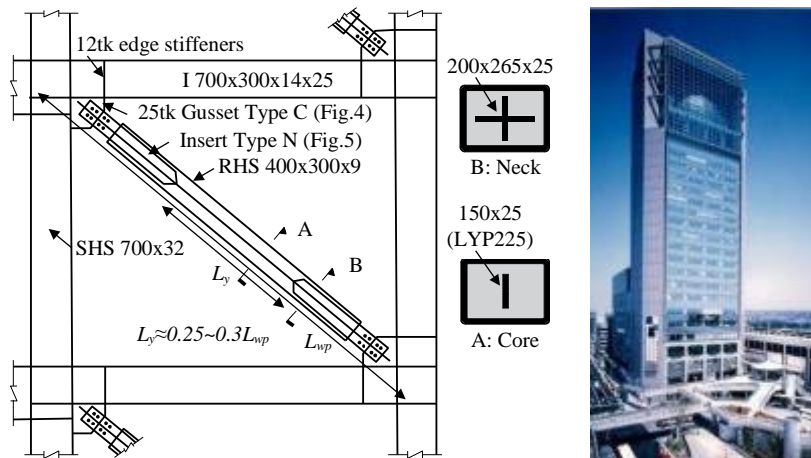 12tk edge stiffeners
I 700x300x14x25
25tk Gusset Type C (Fig.4)
Insert Type N (Fig.5)
RHS 400x300x9
SHS 700x32
A
B
Ly
Lwp
Ly≈0.25~0.3Lwp
200x265x25
B: Neck
150x25
(LYP225)
A: Core